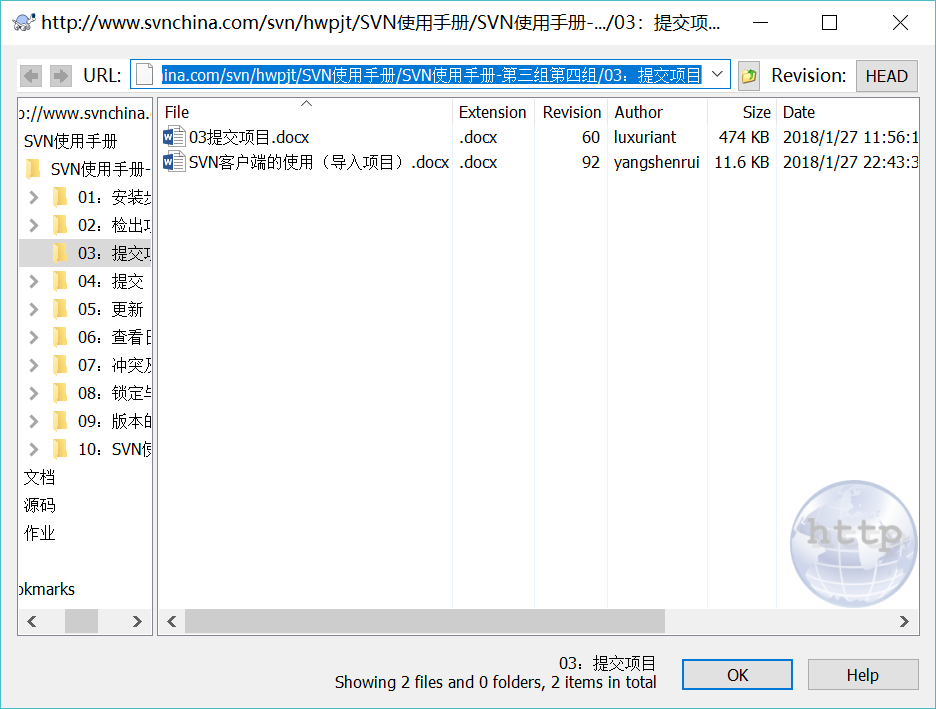 http://www.svnchina.com/svn/hwpjt/SVN使用手册/SVN使用手册-.../03：提交项...
URL: ina.com/svn/hwpjt/SVN使用手册/SVN使用手册-第三组第四组/03：提交项目 Revision: HEAD
p://www.svnchina. File Extension Revision Author Size Date
SVN使用手册 03提交项目.docx .docx 60 luxuriant 474 KB 2018/1/27 11:56:1
SVN使用手册- SVN客户端的使用（导入项目）.docx .docx 92 yangshenrui 11.6 KB 2018/1/27 22:43:3
01：安装
02：检出
03：提交
04：提交
05：更新
06：查看
07：冲突
08：锁定
09：版本的
10：SVN使
文档
源码
作业
okmarks
http
03：提交项目
Showing 2 files and 0 folders, 2 items in total
OK Help